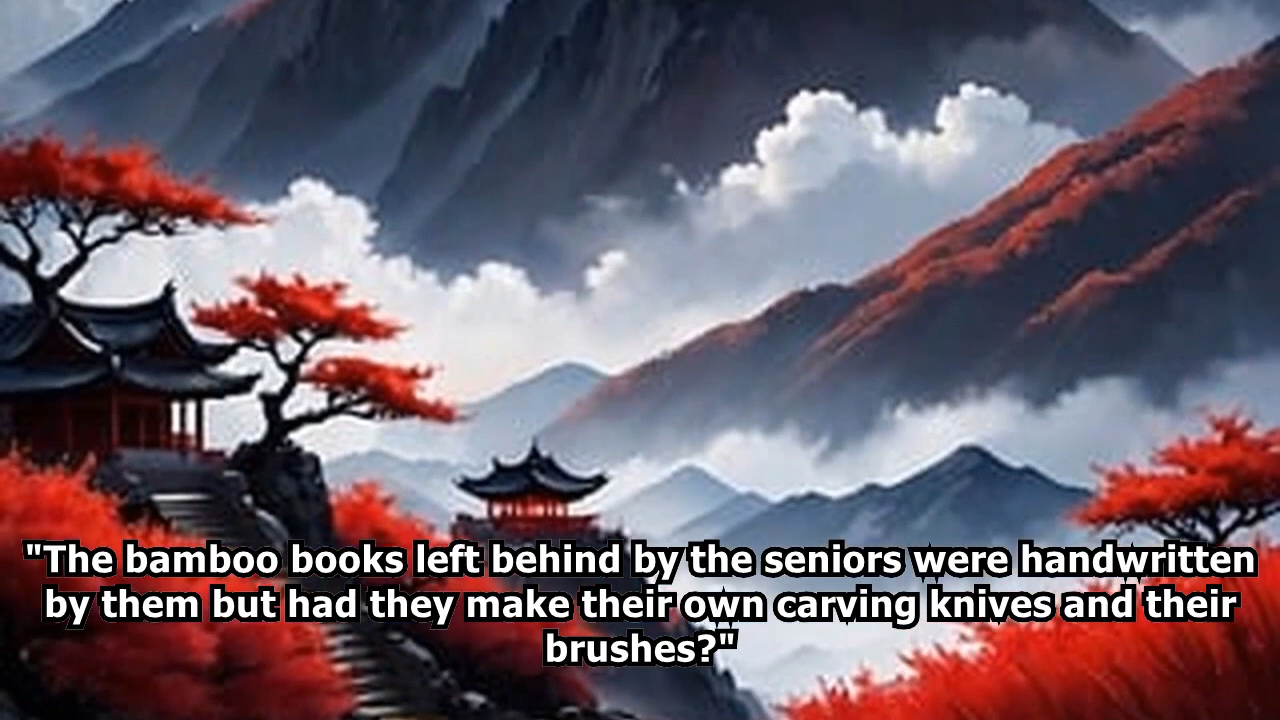 "The bamboo books left behind by the seniors were handwritten
by them but had they make their own carving knives and their
brushes?"